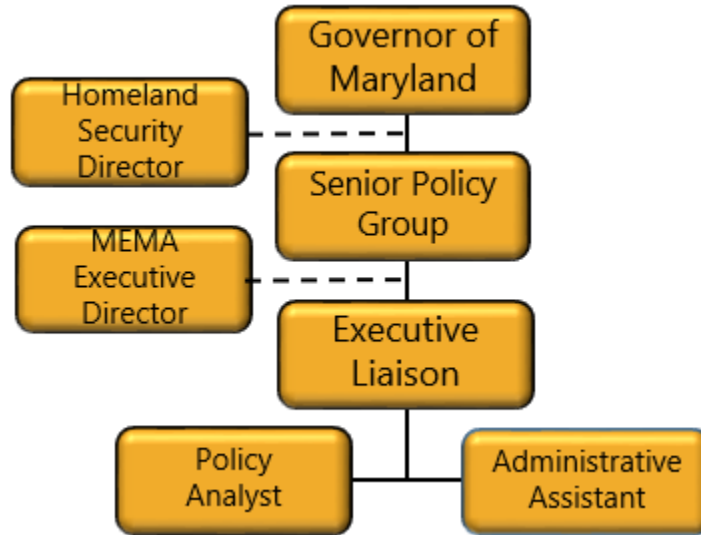 Governor of
Maryland
Homeland
Security
Director
Senior Policy
Group
MEMA
Executive
Director
Executive
Liaison
Policy
Analyst
Administrative
Assistant